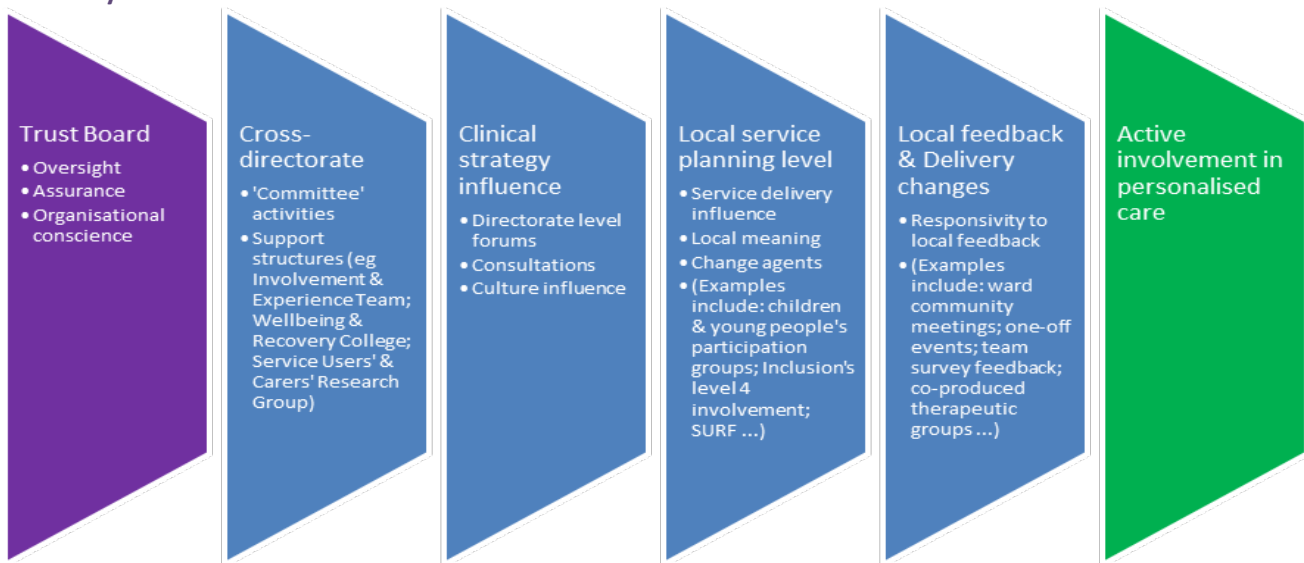 Trust Board
• Oversight
• Assurance
• Organisational
conscience
Cross-
directorate
• 'Committee'
activities
• Support
structures (eg
Involvement &
Experience Team;
Wellbeing &
Recovery College;
Service Users' &
Carers' Research
Group)
Clinical
strategy
influence
• Directorate level
forums
• Consultations
• Culture influence
Local service
planning level
• Service delivery
influence
• Local meaning
• Change agents
• (Examples
include: children
& young people's
participation
groups; Inclusion's
level 4
involvement;
SURF ...)
Local feedback
& Delivery
changes
• Responsivity to
local feedback
• (Examples
include: ward
community
meetings; one-off
events; team
survey feedback;
co-produced
therapeutic
groups ...)
Active
involvement in
personalised
care